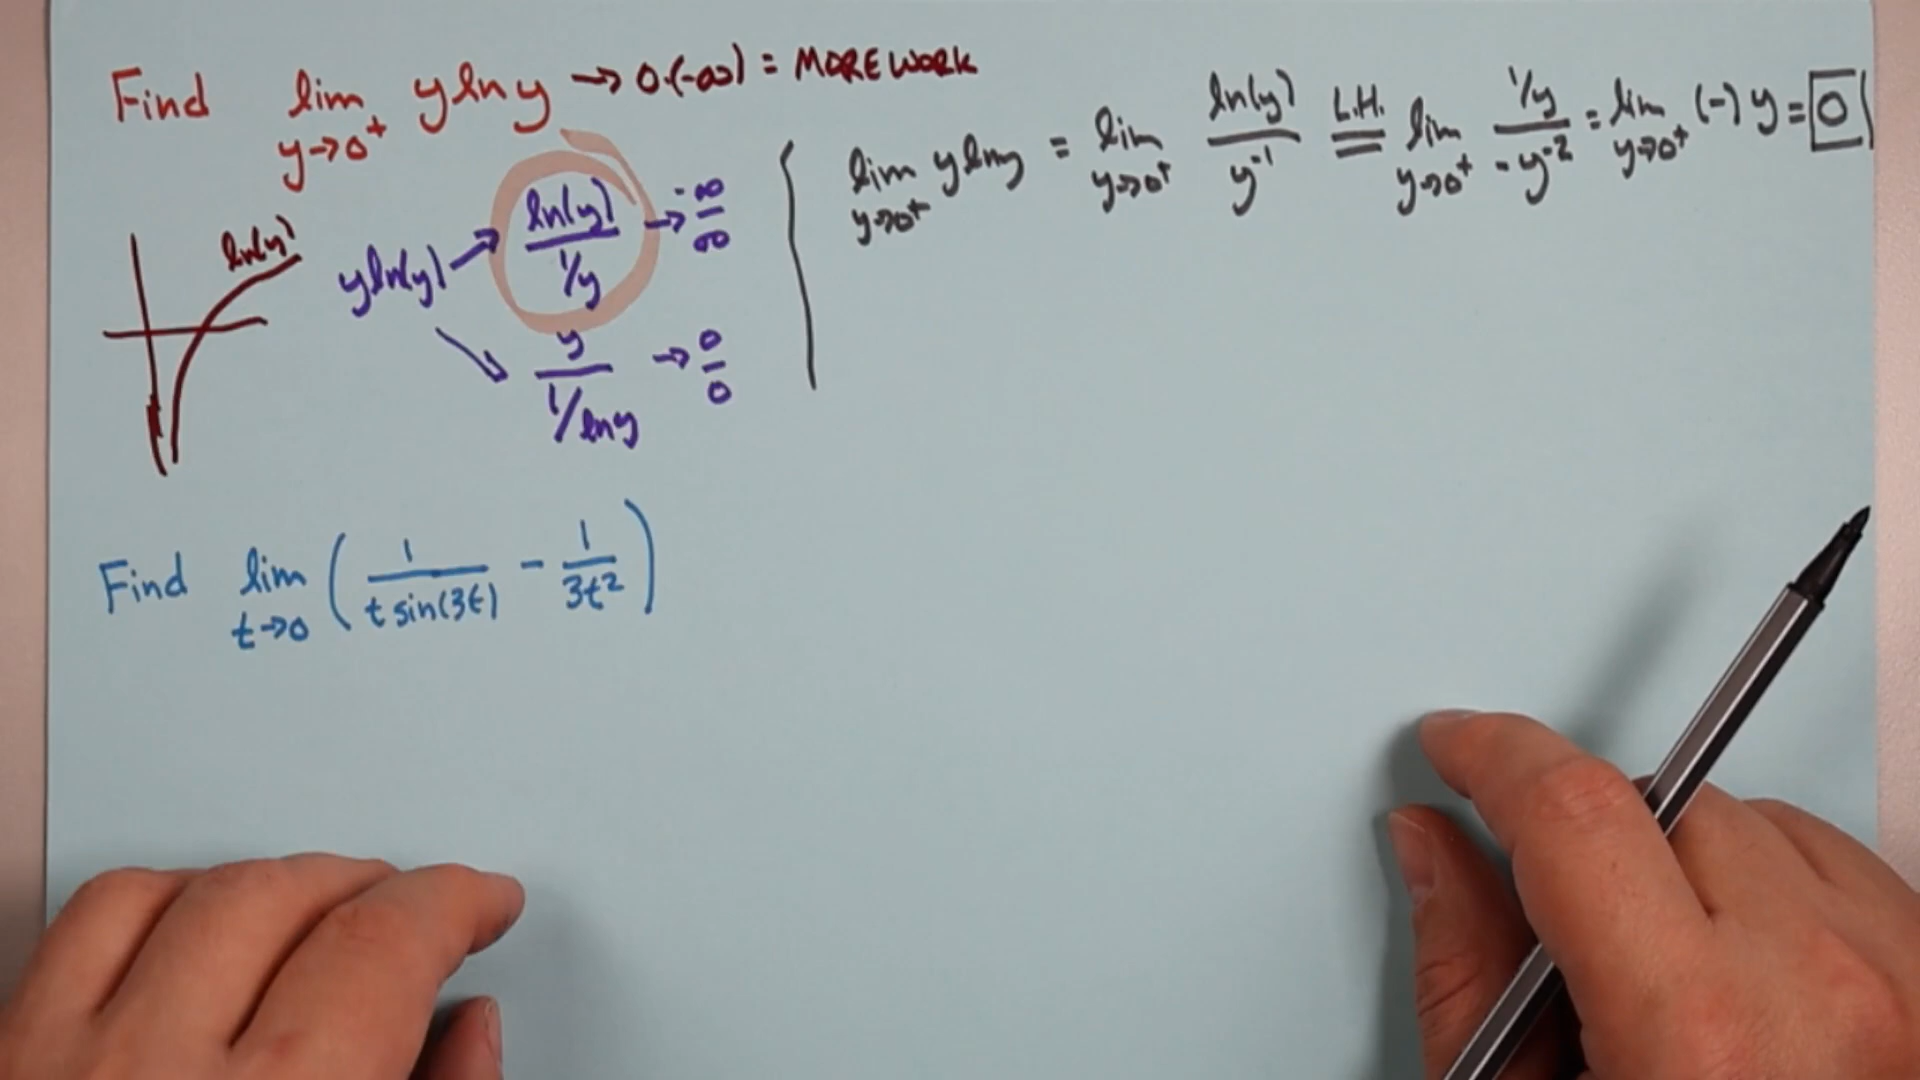 Find lim y→0⁺ y ln y → 0·(-∞) = MORE WORK
ln(y)
y ln(y) → ln(y) / 1/y → -∞/∞
y / 1/ln y → 0/0
lim y→0⁺ y ln y = lim y→0⁺ ln(y) / y⁻¹ L.H. = lim y→0⁺ 1/y / -y⁻² = lim y→0⁺ (-) y = 0
Find lim t→0 ( 1 / t sin(3t) - 1 / 3t² )